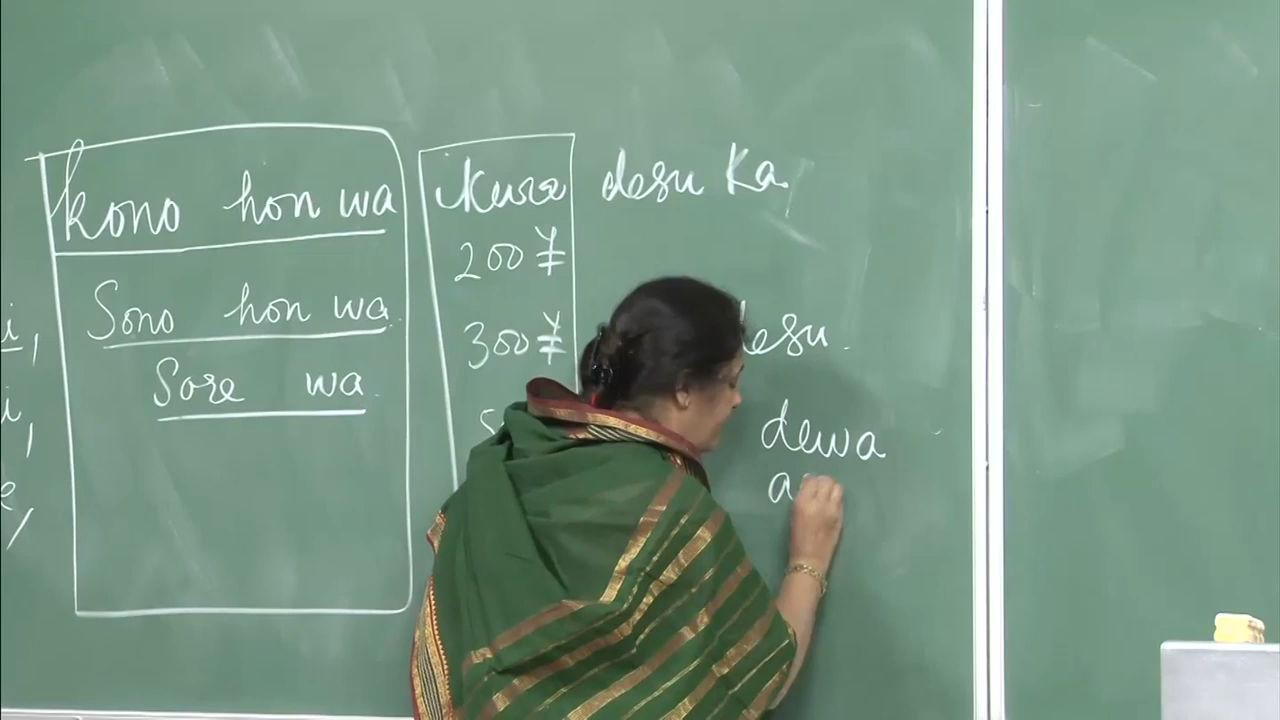 kono hon wa ikura desu ka.
200 ¥
Sono hon wa 300 ¥ desu.
Sore wa.
dewa
i,
i,
e,